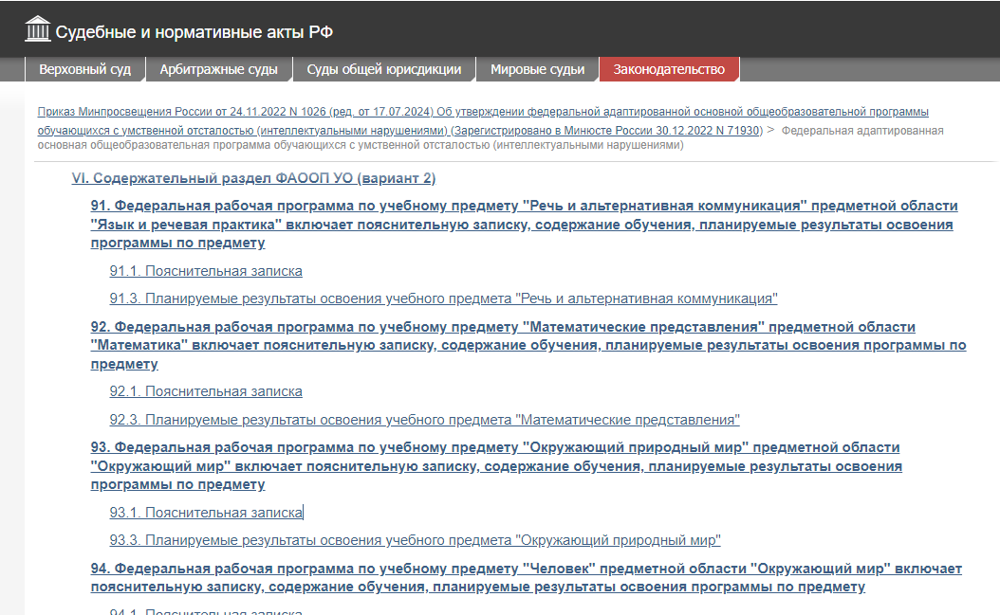 Судебные и нормативные акты РФ
Верховный суд Арбитражные суды Суды общей юрисдикции Мировые судьи Законодательство
Приказ Минпросвещения России от 24.11.2022 N 1026 (ред. от 17.07.2024) Об утверждении федеральной адаптированной основной общеобразовательной программы
обучающихся с умственной отсталостью (интеллектуальными нарушениями) (Зарегистрировано в Минюсте России 30.12.2022 N 71930) > Федеральная адаптированная
основная общеобразовательная программа обучающихся с умственной отсталостью (интеллектуальными нарушениями)
VI. Содержательный раздел ФАООП УО (вариант 2)
91. Федеральная рабочая программа по учебному предмету "Речь и альтернативная коммуникация" предметной области
"Язык и речевая практика" включает пояснительную записку, содержание обучения, планируемые результаты освоения
программы по предмету
91.1. Пояснительная записка
91.3. Планируемые результаты освоения учебного предмета "Речь и альтернативная коммуникация"
92. Федеральная рабочая программа по учебному предмету "Математические представления" предметной области
"Математика" включает пояснительную записку, содержание обучения, планируемые результаты освоения программы по
предмету
92.1. Пояснительная записка
92.3. Планируемые результаты освоения учебного предмета "Математические представления"
93. Федеральная рабочая программа по учебному предмету "Окружающий природный мир" предметной области
"Окружающий мир" включает пояснительную записку, содержание обучения, планируемые результаты освоения
программы по предмету
93.1. Пояснительная записка
93.3. Планируемые результаты освоения учебного предмета "Окружающий природный мир"
94. Федеральная рабочая программа по учебному предмету "Человек" предметной области "Окружающий мир" включает
пояснительную записку, содержание обучения, планируемые результаты освоения программы по предмету
94.1. Пояснительная записка